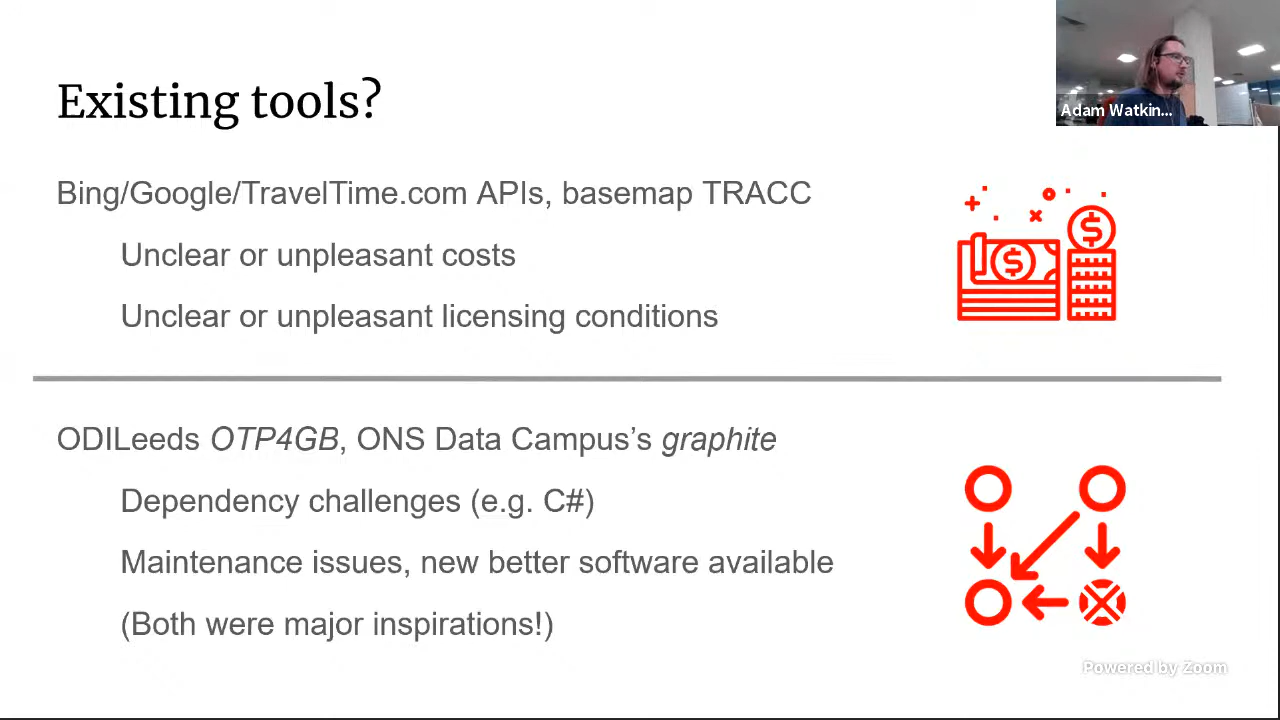 Existing tools?
Adam Watkin...
Bing/Google/TravelTime.com APIs, basemap TRACC
Unclear or unpleasant costs
Unclear or unpleasant licensing conditions
$
$
ODILeeds OTP4GB, ONS Data Campus’s graphite
Dependency challenges (e.g. C#)
Maintenance issues, new better software available
(Both were major inspirations!)
Powered by Zoom